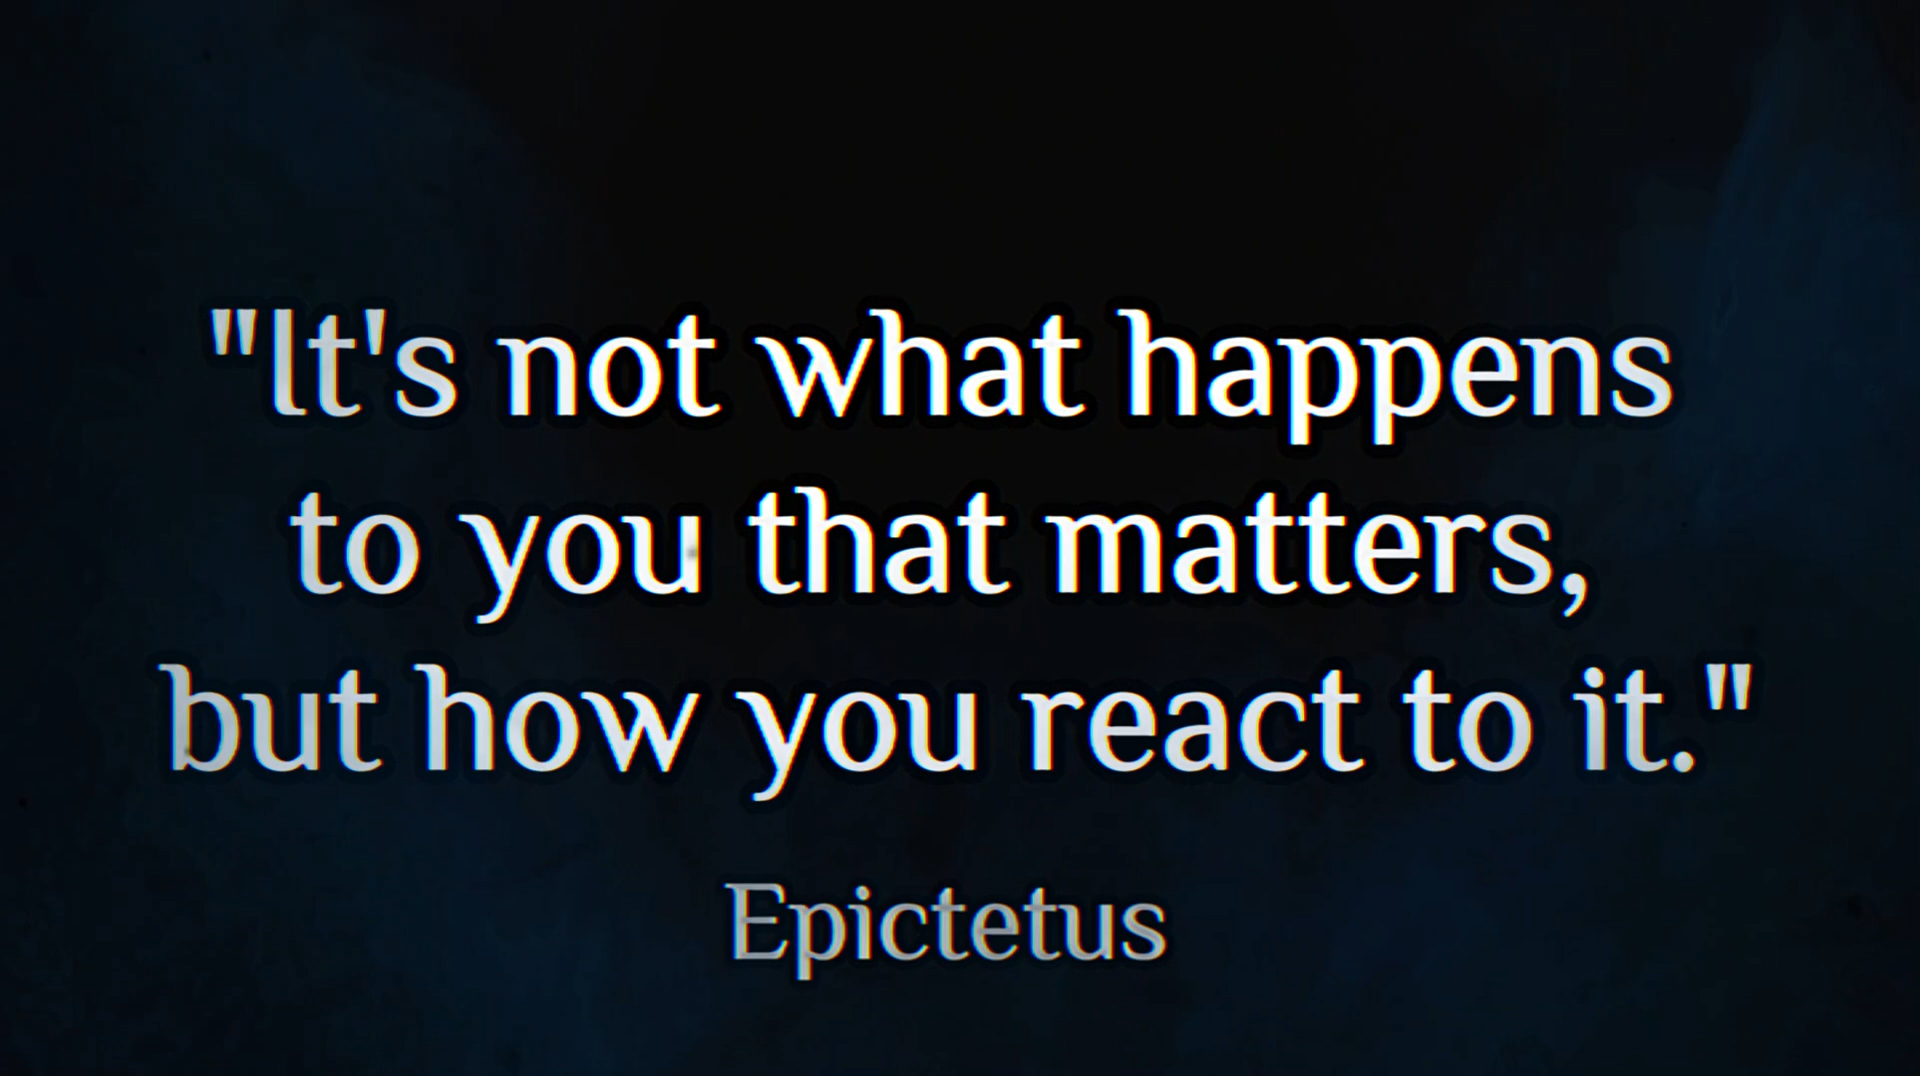 "It's not what happens
to you that matters,
but how you react to it."
Epictetus